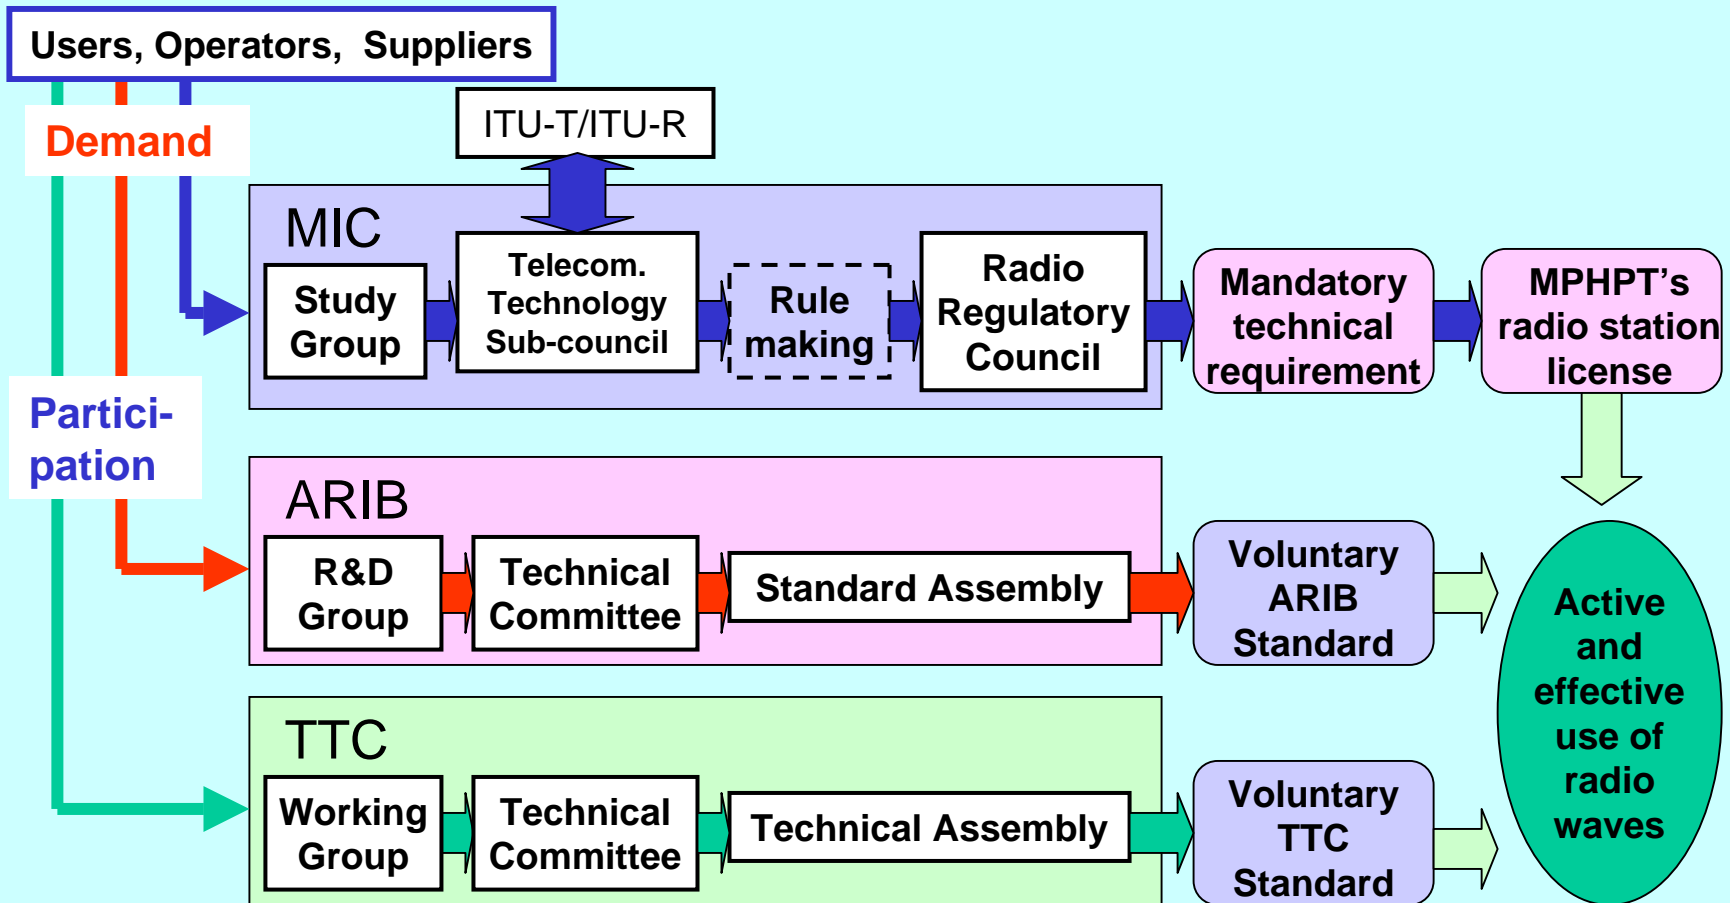 Users, Operators, Suppliers
Demand
Partici-
pation
ITU-T/ITU-R
MIC
Study
Group
Telecom.
Technology
Sub-council
Rule
making
Radio
Regulatory
Council
Mandatory
technical
requirement
MPHPT’s
radio station
license
ARIB
R&D
Group
Technical
Committee
Standard Assembly
Voluntary
ARIB
Standard
TTC
Working
Group
Technical
Committee
Technical Assembly
Voluntary
TTC
Standard
Active
and
effective
use of
radio
waves